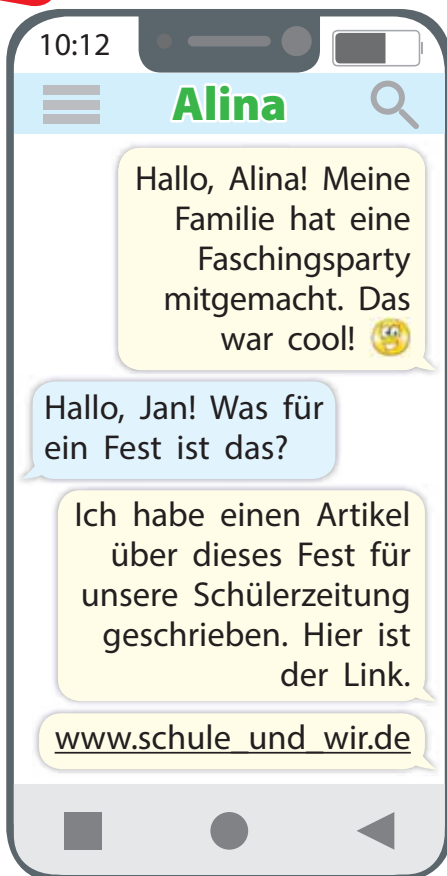 10:12
Alina
Hallo, Alina! Meine
Familie hat eine
Faschingsparty
mitgemacht. Das
war cool!
Hallo, Jan! Was für
ein Fest ist das?
Ich habe einen Artikel
über dieses Fest für
unsere Schülerzeitung
geschrieben. Hier ist
der Link.
www.schule_und_wir.de